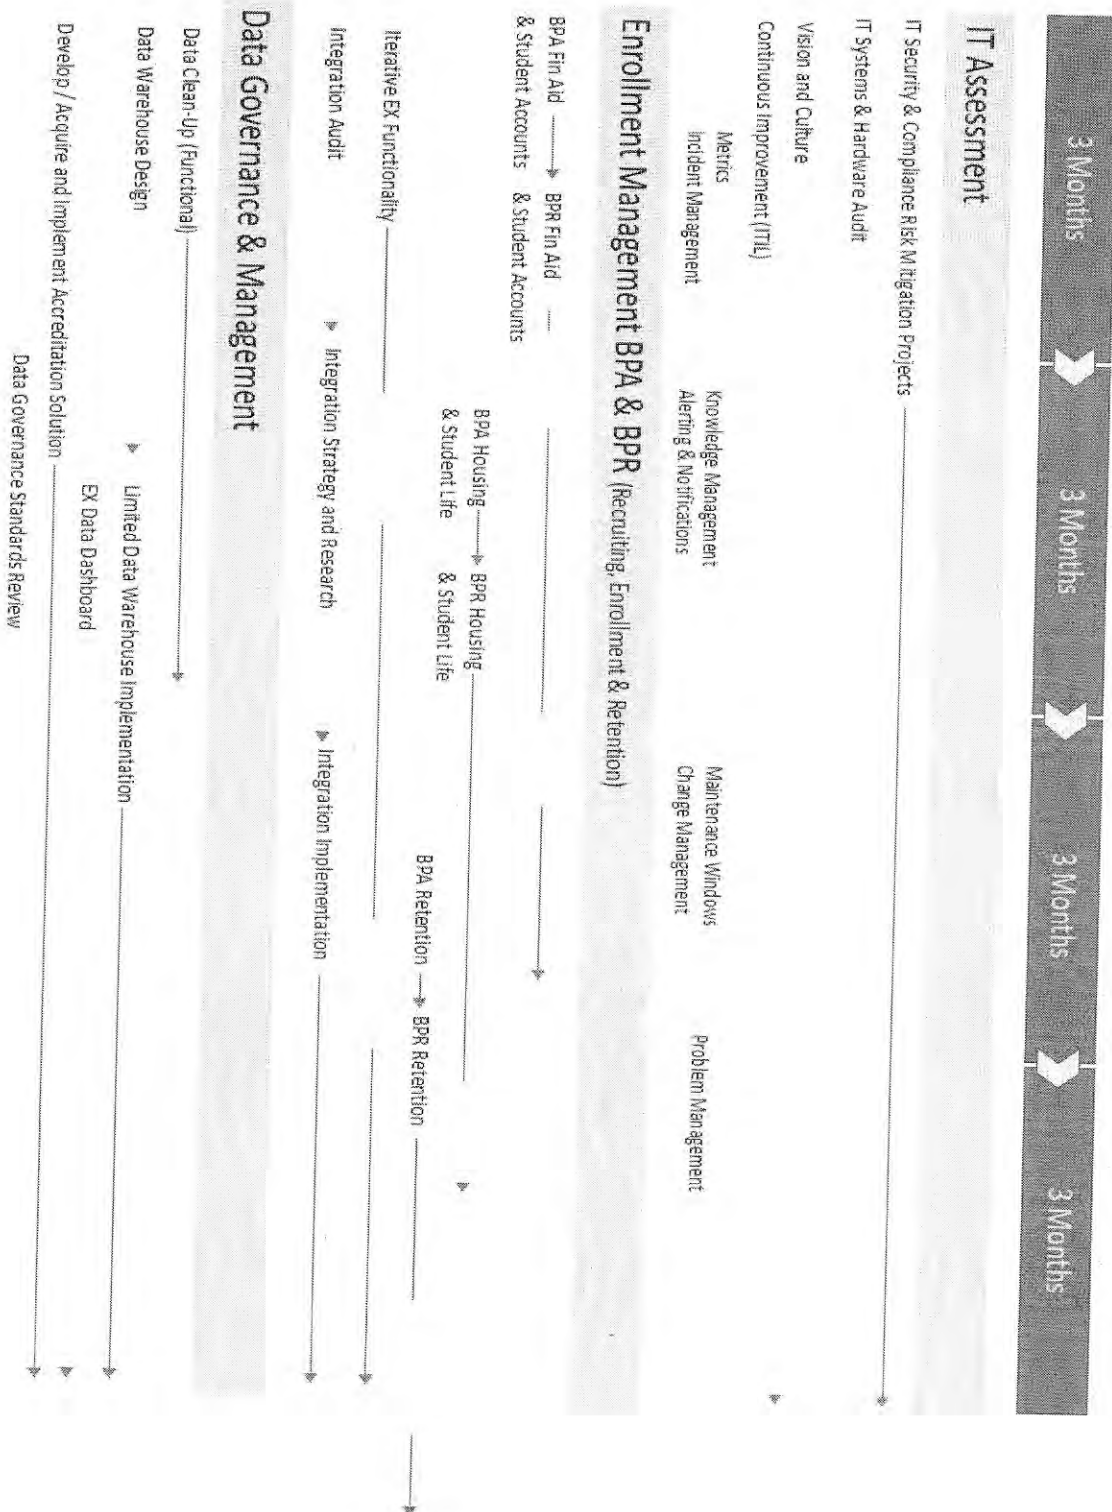 3 Months
3 Months
3 Months
3 Months
IT Assessment
IT Security & Compliance Risk Mitigation Projects
IT Systems & Hardware Audit
Vision and Culture
Continuous Improvement (ITIL)
Metrics
Incident Management
Knowledge Management
Alerting & Notifications
Maintenance Windows
Change Management
Problem Management
Enrollment Management BPA & BPR (Recruiting, Enrollment & Retention)
BPA Fin Aid
& Student Accounts
BPR Fin Aid
& Student Accounts
BPA Housing
& Student Life
BPR Housing
& Student Life
BPA Retention
BPR Retention
Iterative EX Functionality
Integration Audit
Integration Strategy and Research
Integration Implementation
Data Governance & Management
Data Clean-Up (Functional)
Data Warehouse Design
Limited Data Warehouse Implementation
EX Data Dashboard
Develop / Acquire and Implement Accreditation Solution
Data Governance Standards Review